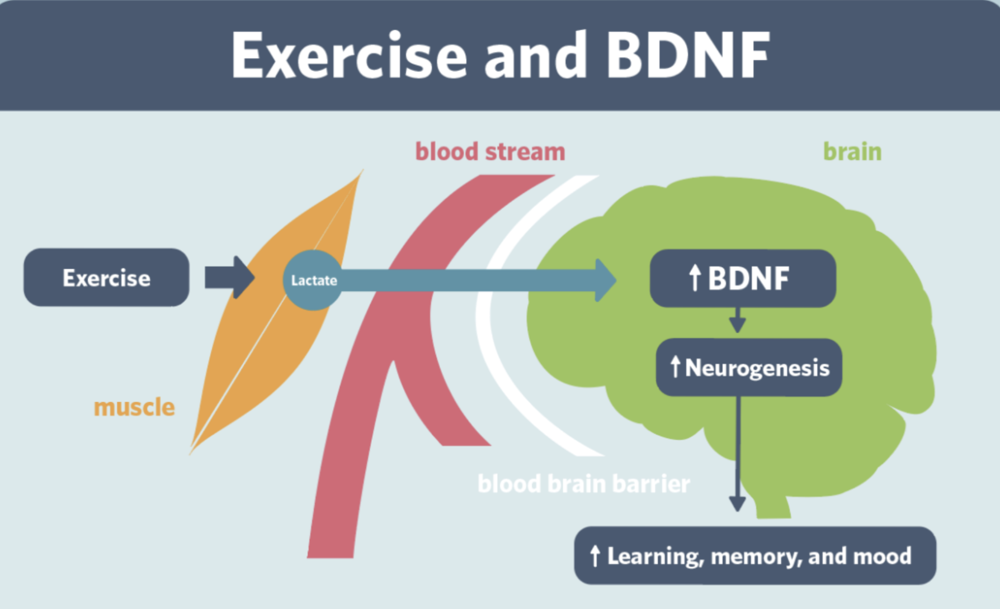 Exercise and BDNF
blood stream
brain
Exercise
Lactate
↑ BDNF
↑ Neurogenesis
muscle
blood brain barrier
↑ Learning, memory, and mood